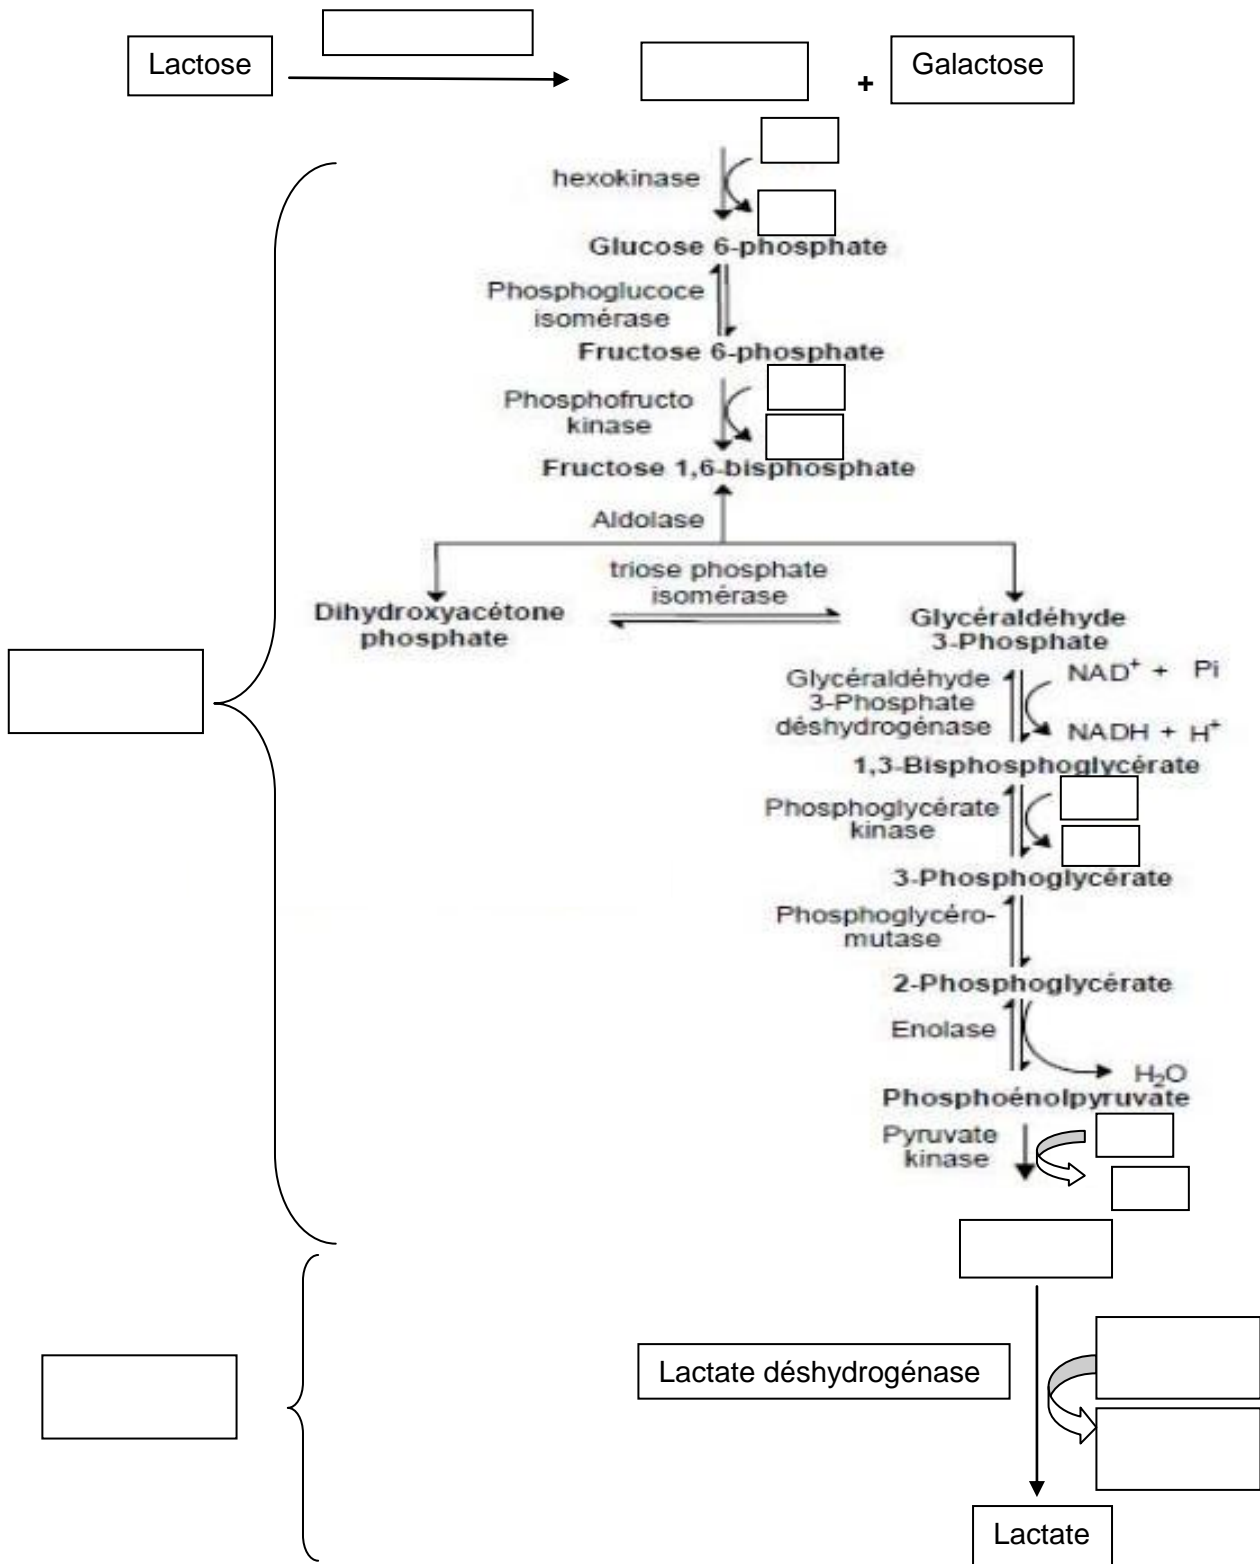 Lactose
+
Galactose
hexokinase
Glucose 6-phosphate
Phosphoglucoce
isomérase
Fructose 6-phosphate
Phosphofructo
kinase
Fructose 1,6-bisphosphate
Aldolase
triose phosphate
isomérase
Dihydroxyacétone
phosphate
Glycéraldéhyde
3-Phosphate
Glycéraldéhyde
3-Phosphate
déshydrogénase
NAD⁺ + Pi
NADH + H⁺
1,3-Bisphosphoglycérate
Phosphoglycérate
kinase
3-Phosphoglycérate
Phosphoglycéro-
mutase
2-Phosphoglycérate
Enolase
H₂O
Phosphoénolpyruvate
Pyruvate
kinase
Lactate déshydrogénase
Lactate